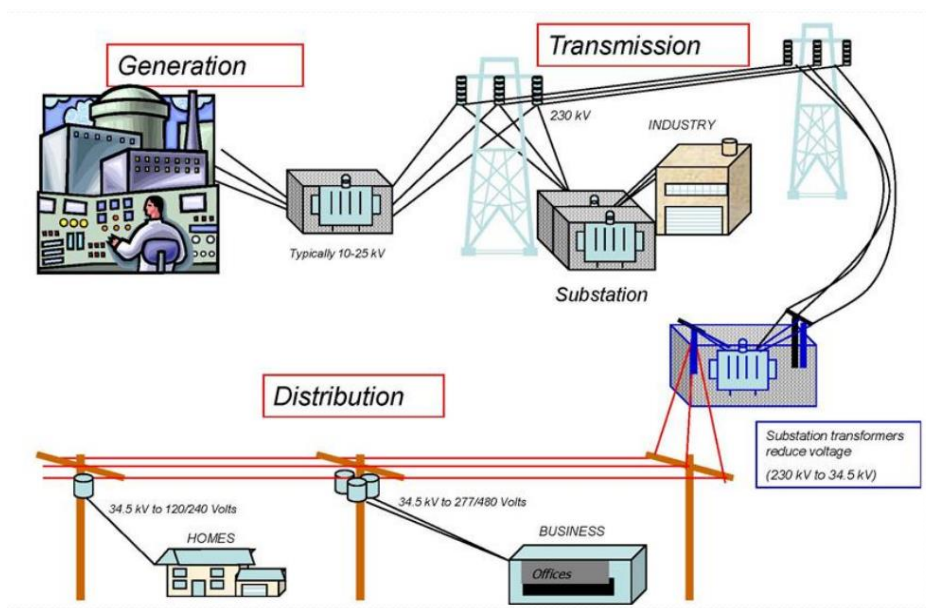 Generation
Transmission
230 kV
INDUSTRY
Typically 10-25 kV
Substation
Distribution
Substation transformers
reduce voltage
(230 kV to 34.5 kV)
34.5 kV to 120/240 Volts
34.5 kV to 277/480 Volts
HOMES
BUSINESS
Offices